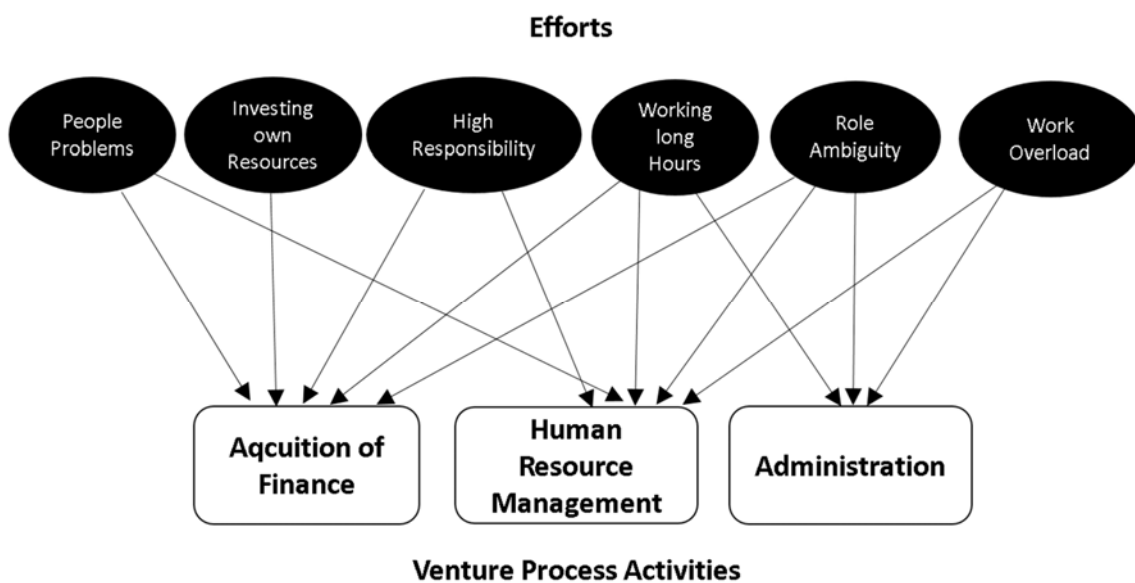 Efforts
People
Problems
Investing
own
Resources
High
Responsibility
Working
long
Hours
Role
Ambiguity
Work
Overload
Aqcuition of
Finance
Human
Resource
Management
Administration
Venture Process Activities